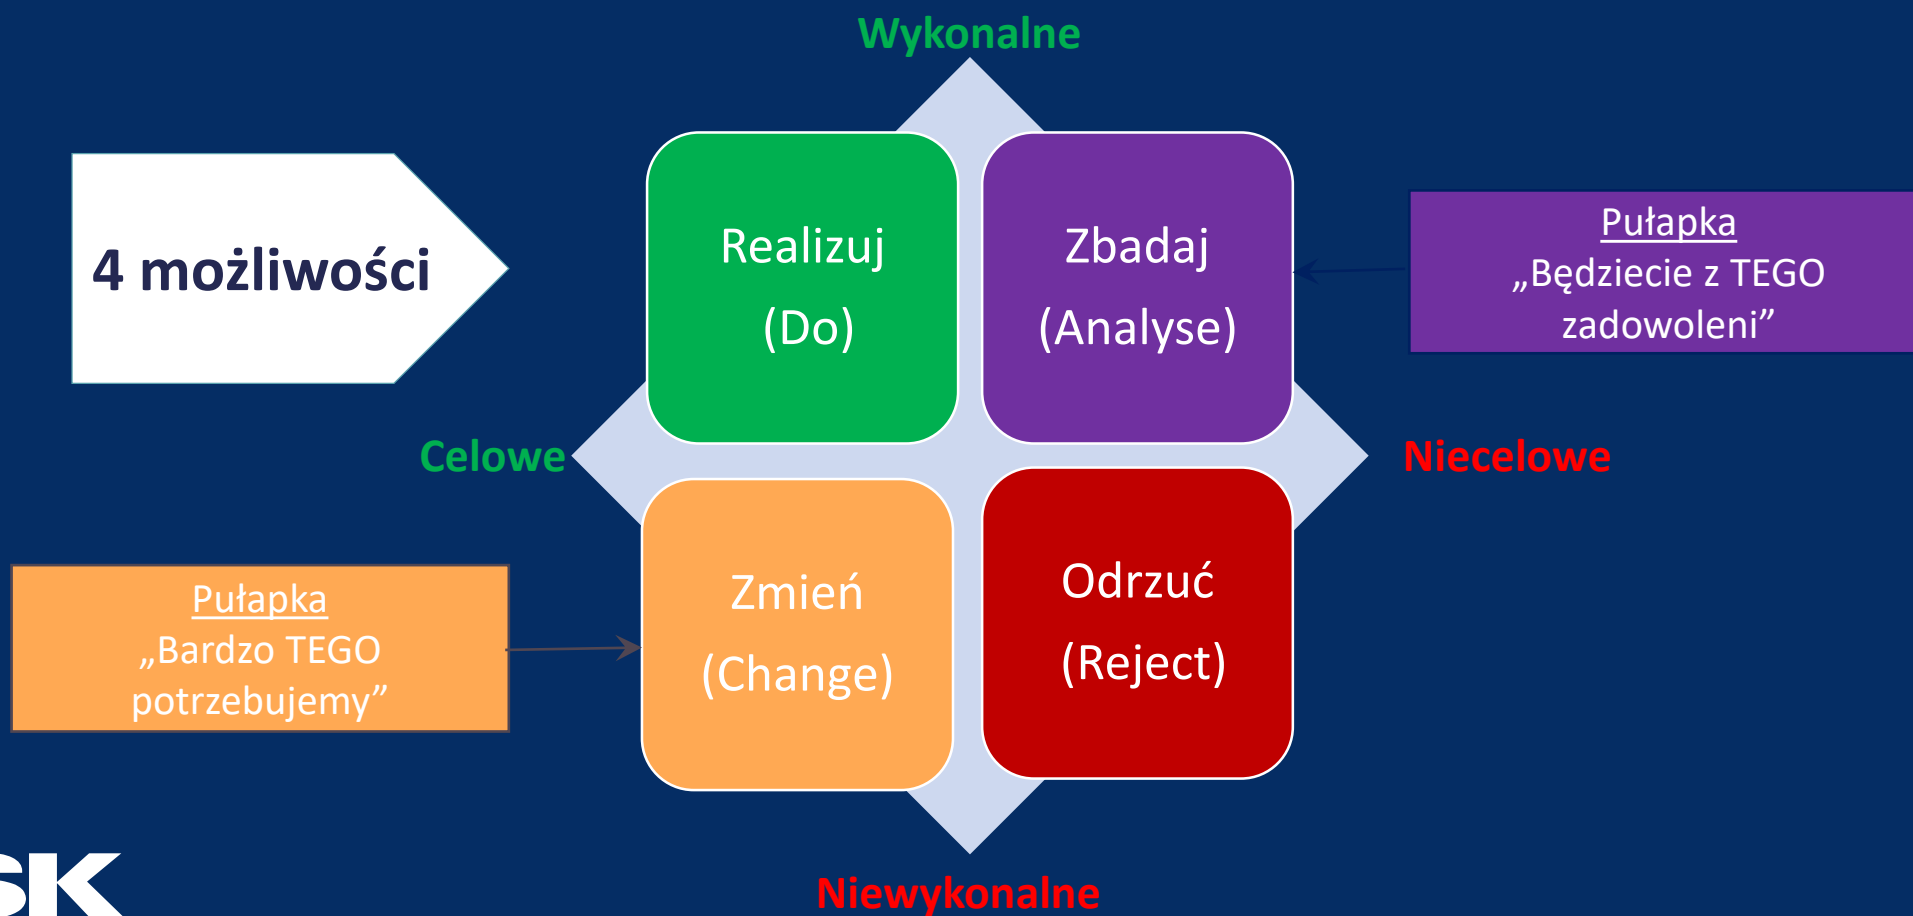 Wykonalne
4 możliwości
Realizuj
(Do)
Zbadaj
(Analyse)
Pułapka
„Będziecie z TEGO
zadowoleni”
Celowe
Niecelowe
Pułapka
„Bardzo TEGO
potrzebujemy”
Zmień
(Change)
Odrzuć
(Reject)
Niewykonalne
SK